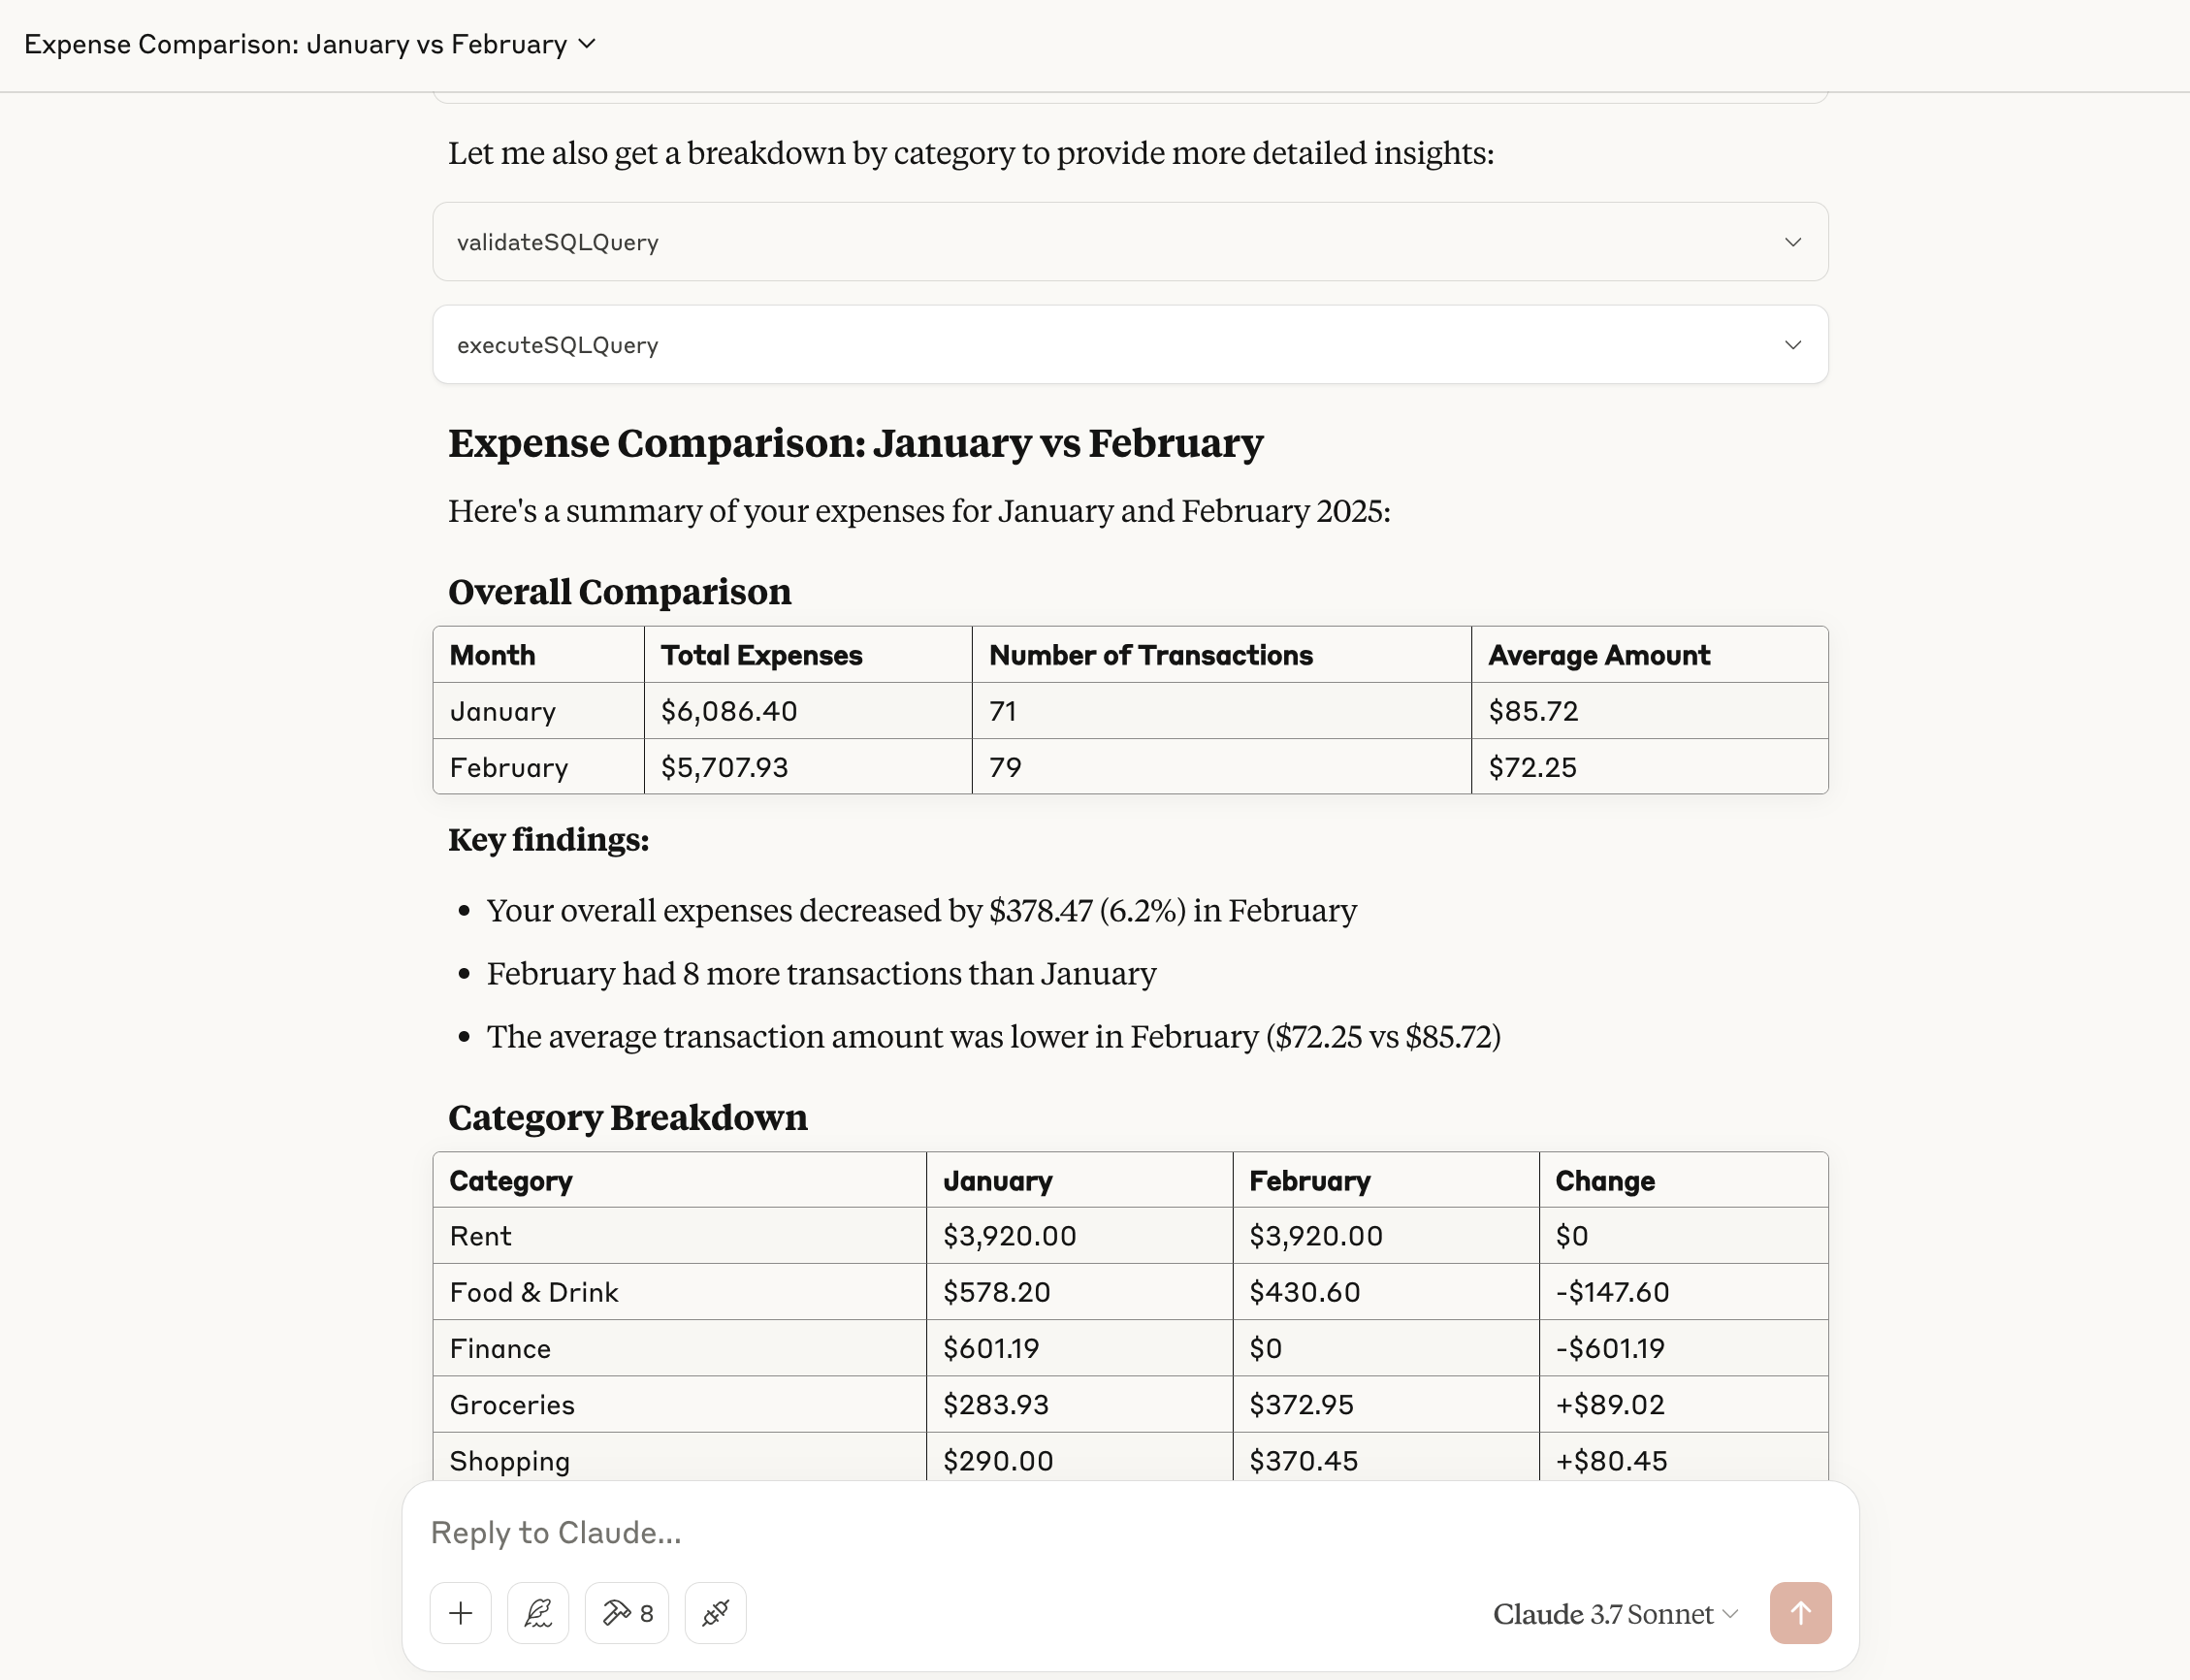 Expense Comparison: January vs February
Let me also get a breakdown by category to provide more detailed insights:
validateSQLQuery
executeSQLQuery
Expense Comparison: January vs February
Here's a summary of your expenses for January and February 2025:
Overall Comparison
Month Total Expenses Number of Transactions Average Amount
January $6,086.40 71 $85.72
February $5,707.93 79 $72.25
Key findings:
• Your overall expenses decreased by $378.47 (6.2%) in February
• February had 8 more transactions than January
• The average transaction amount was lower in February ($72.25 vs $85.72)
Category Breakdown
Category January February Change
Rent $3,920.00 $3,920.00 $0
Food & Drink $578.20 $430.60 -$147.60
Finance $601.19 $0 -$601.19
Groceries $283.93 $372.95 +$89.02
Shopping $290.00 $370.45 +$80.45
Reply to Claude...
8
Claude 3.7 Sonnet